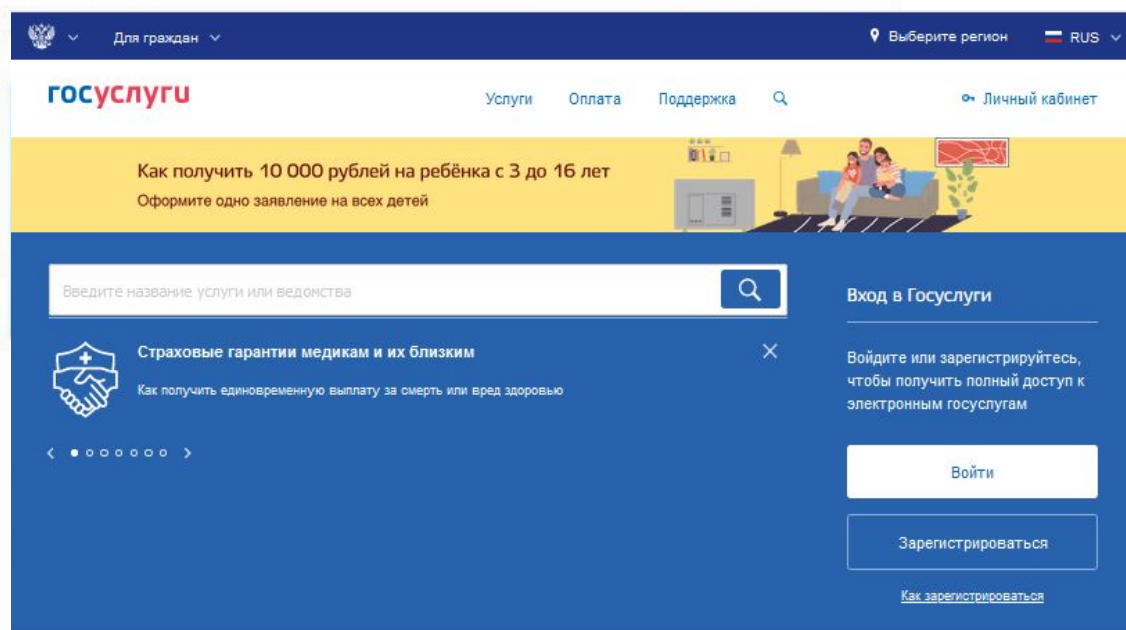 Для граждан
Выберите регион
RUS
госуслуги
Услуги
Оплата
Поддержка
Личный кабинет
Как получить 10 000 рублей на ребёнка с 3 до 16 лет
Оформите одно заявление на всех детей
Введите название услуги или ведомства
Страховые гарантии медикам и их близким
Как получить единовременную выплату за смерть или вред здоровью
Вход в Госуслуги
Войдите или зарегистрируйтесь,
чтобы получить полный доступ к
электронным госуслугам
Войти
Зарегистрироваться
Как зарегистрироваться